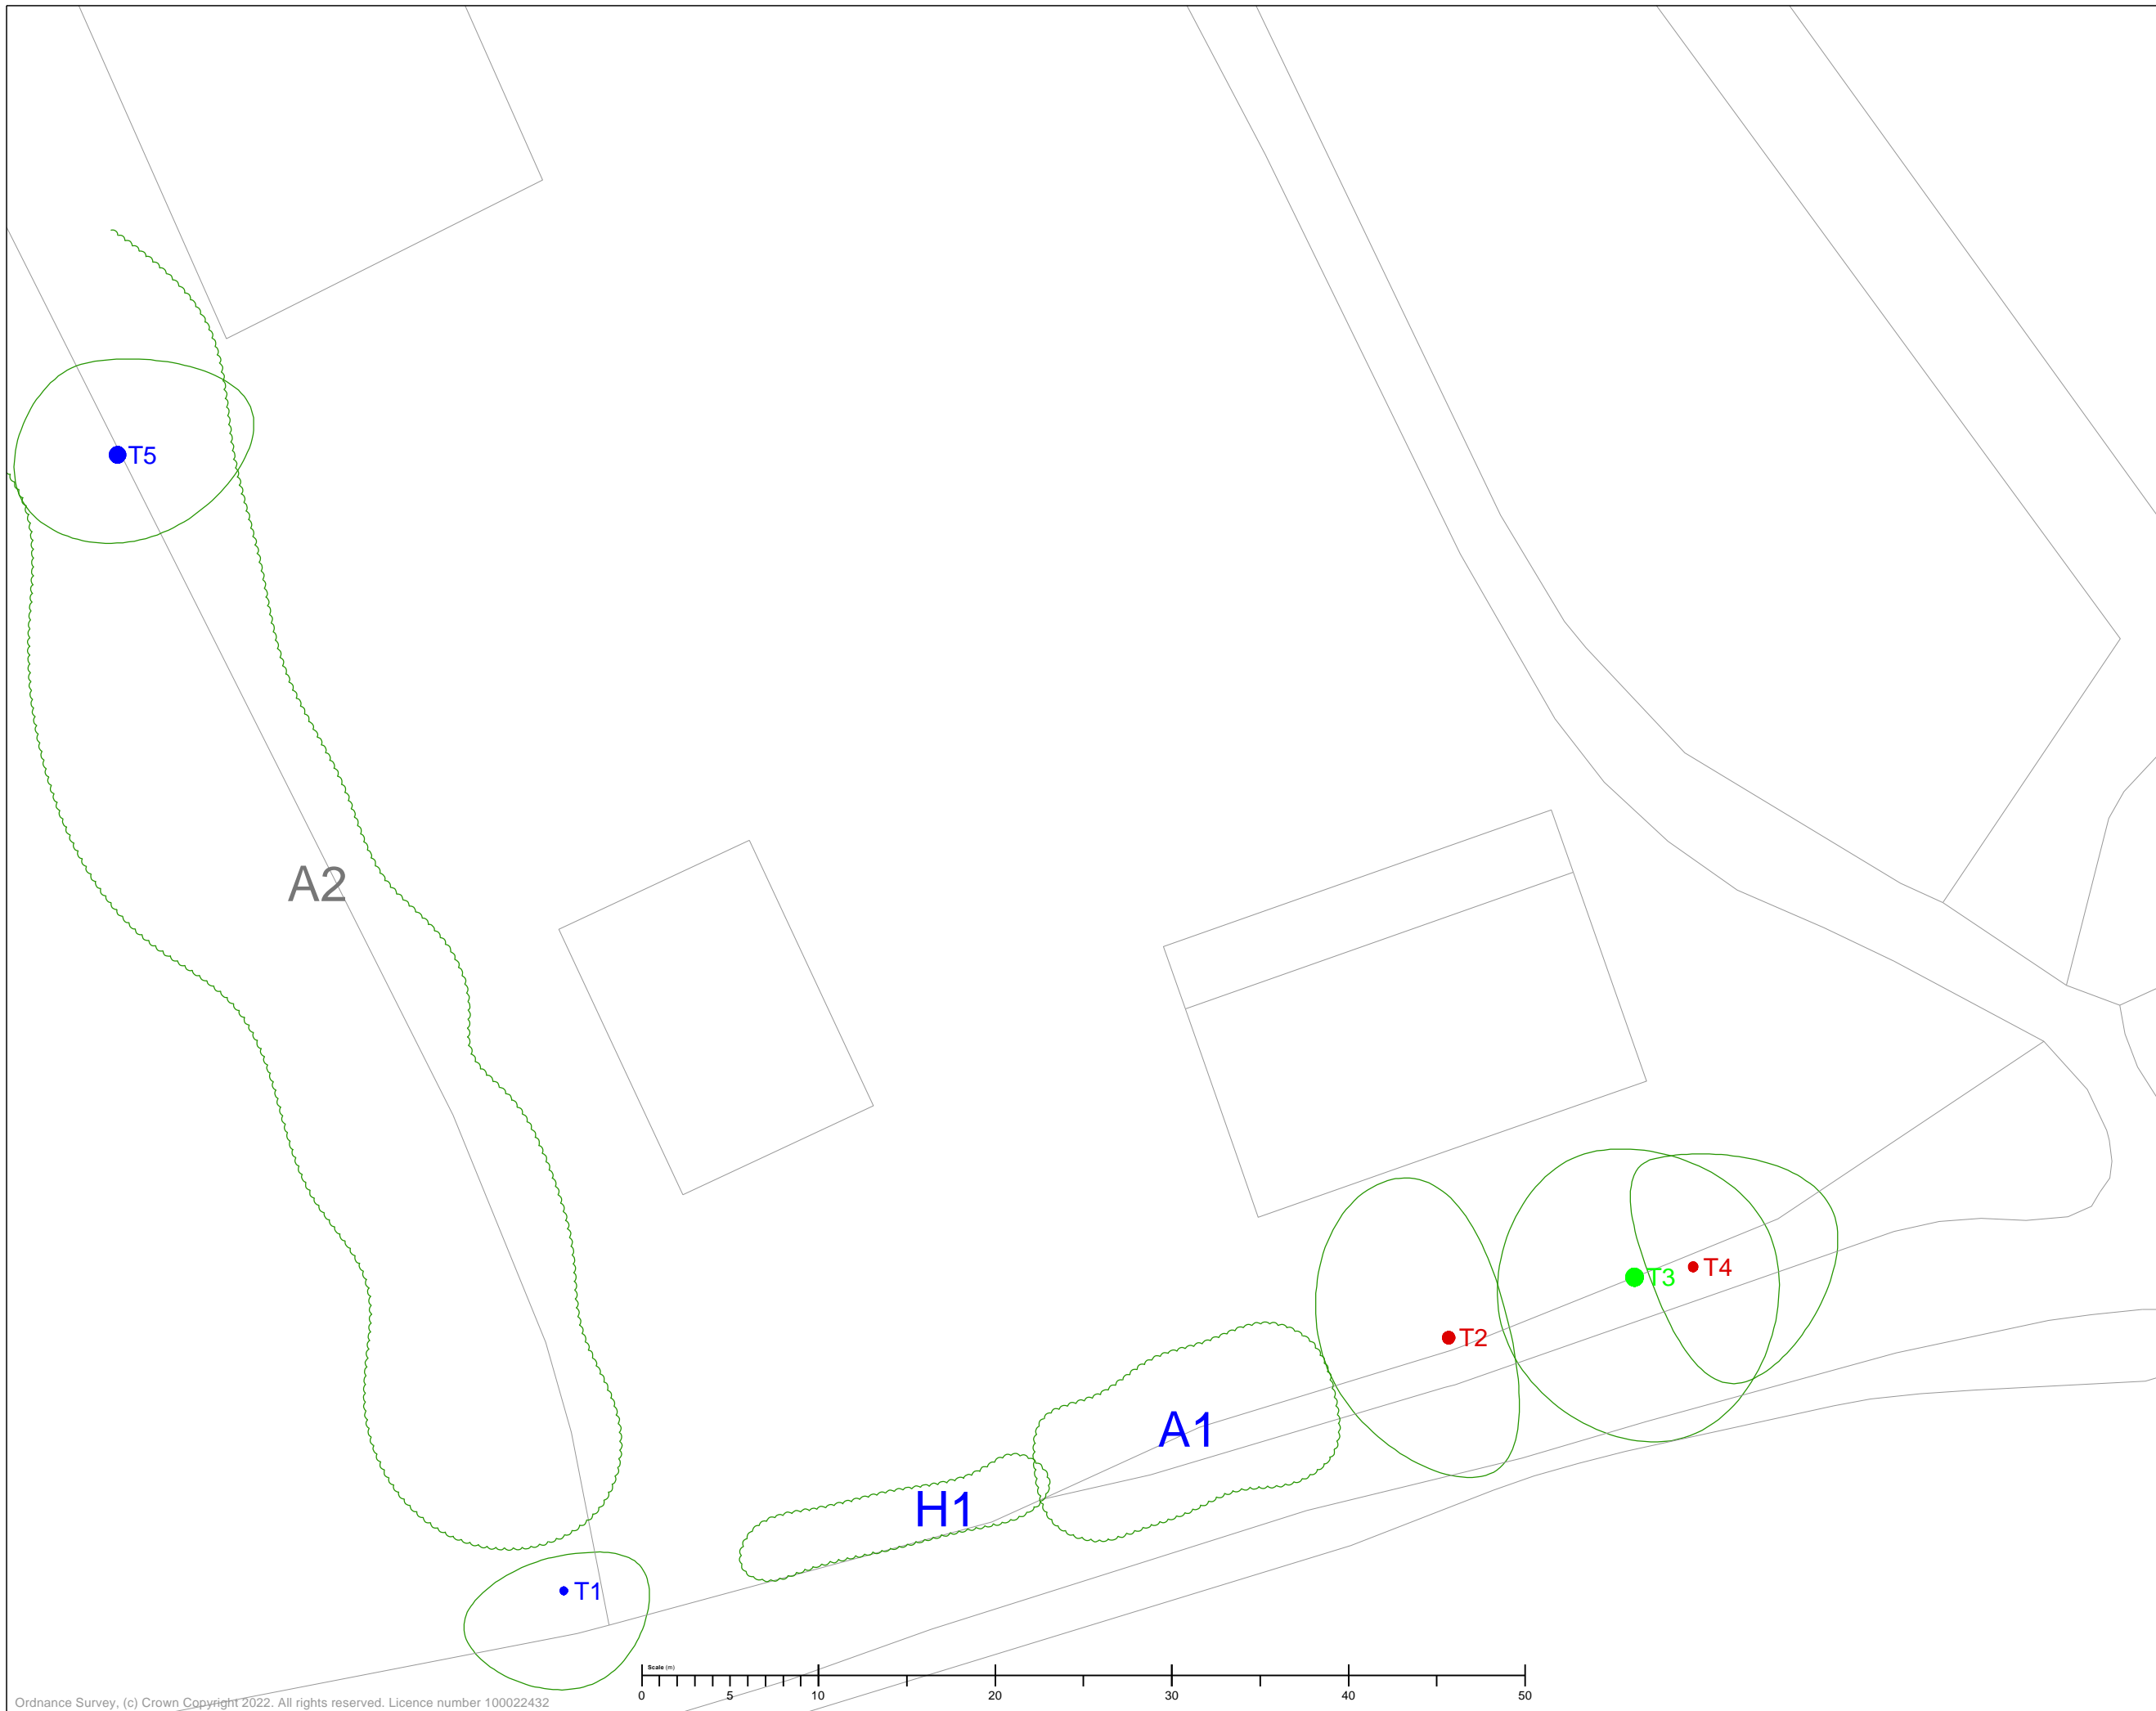 T5
A2
T3
T4
T2
A1
H1
T1
Scale (m)
0 5 10 20 30 40 50
Ordnance Survey, (c) Crown Copyright 2022. All rights reserved. Licence number 100022432